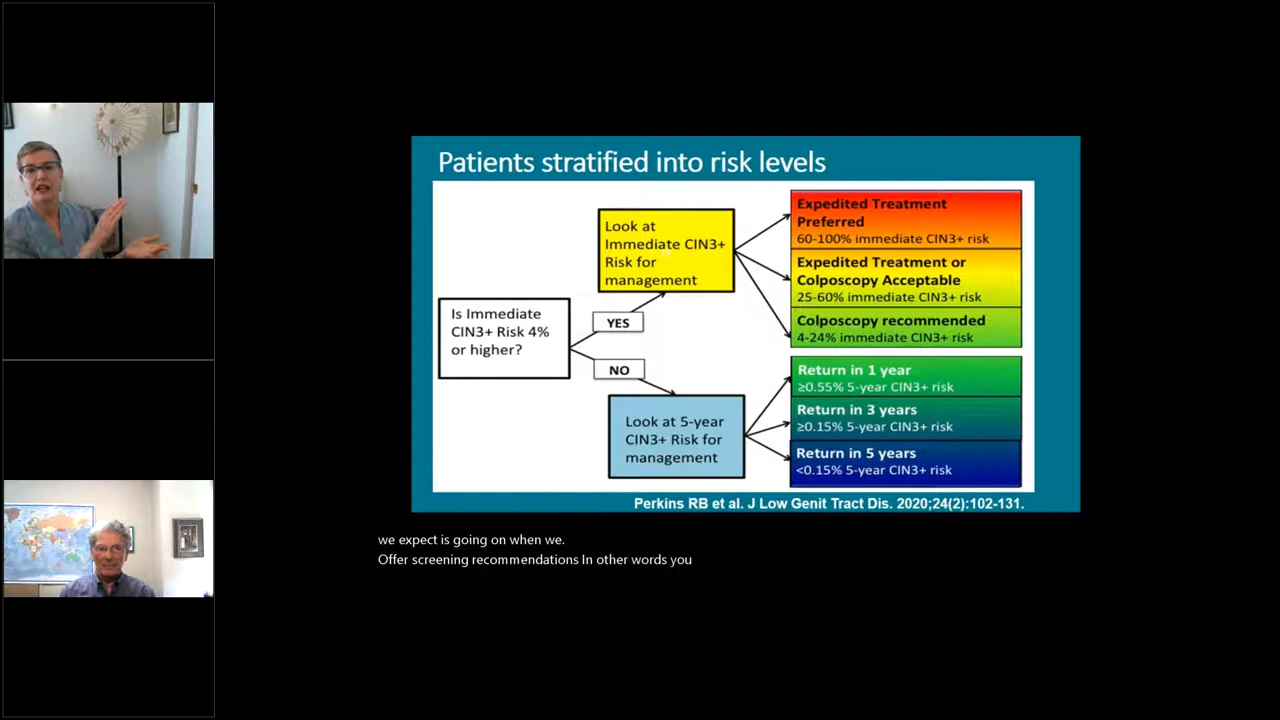 Patients stratified into risk levels
Is Immediate
CIN3+ Risk 4%
or higher?
YES
NO
Look at
Immediate CIN3+
Risk for
management
Look at 5-year
CIN3+ Risk for
management
Expedited Treatment
Preferred
60-100% immediate CIN3+ risk
Expedited Treatment or
Colposcopy Acceptable
25-60% immediate CIN3+ risk
Colposcopy recommended
4-24% immediate CIN3+ risk
Return in 1 year
≥0.55% 5-year CIN3+ risk
Return in 3 years
≥0.15% 5-year CIN3+ risk
Return in 5 years
<0.15% 5-year CIN3+ risk
Perkins RB et al. J Low Genit Tract Dis. 2020;24(2):102-131.
we expect is going on when we.
Offer screening recommendations In other words you